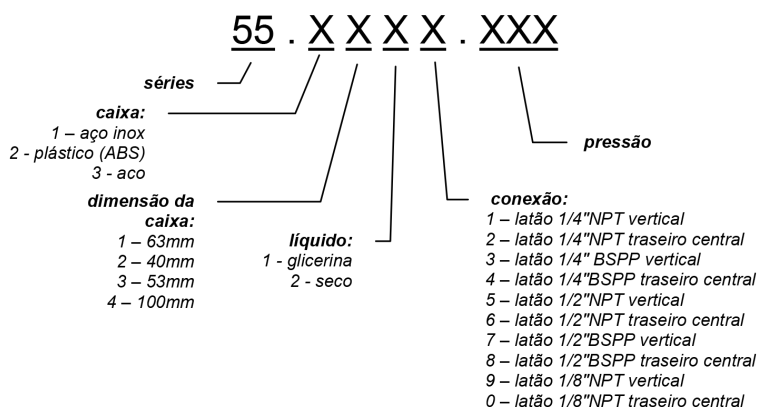 55 . X X X X . XXX
séries
caixa:
1 – aço inox
2 - plástico (ABS)
3 - aco
pressão
dimensão da
caixa:
1 – 63mm
2 – 40mm
3 – 53mm
4 – 100mm
líquido:
1 - glicerina
2 - seco
conexão:
1 – latão 1/4"NPT vertical
2 – latão 1/4"NPT traseiro central
3 – latão 1/4" BSPP vertical
4 – latão 1/4"BSPP traseiro central
5 – latão 1/2"NPT vertical
6 – latão 1/2"NPT traseiro central
7 – latão 1/2"BSPP vertical
8 – latão 1/2"BSPP traseiro central
9 – latão 1/8"NPT vertical
0 – latão 1/8"NPT traseiro central